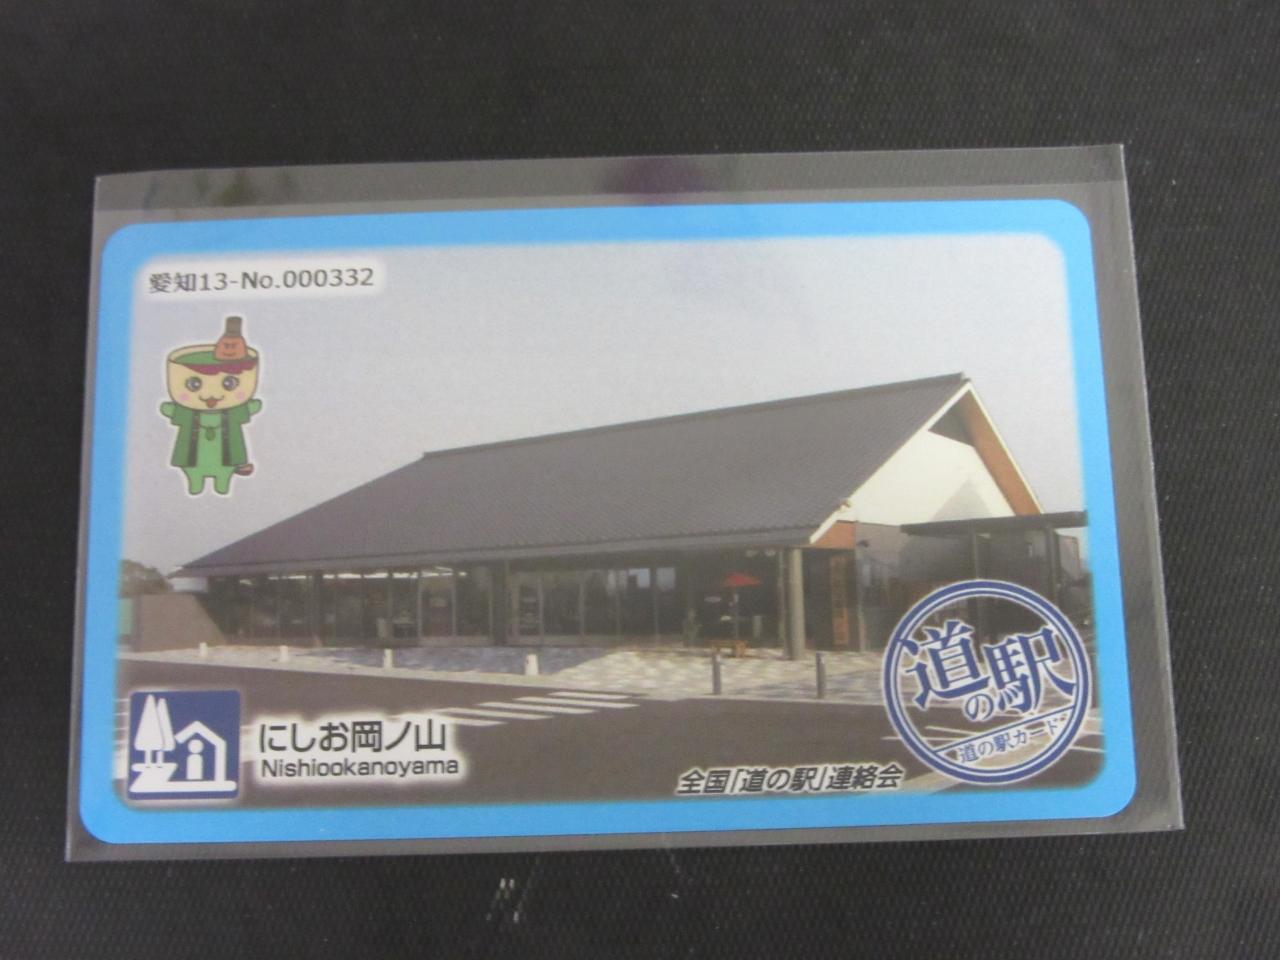 愛知13-No.000332
にしお岡ノ山
Nishiookanoyama
全国「道の駅」連絡会
道の駅
道の駅カード